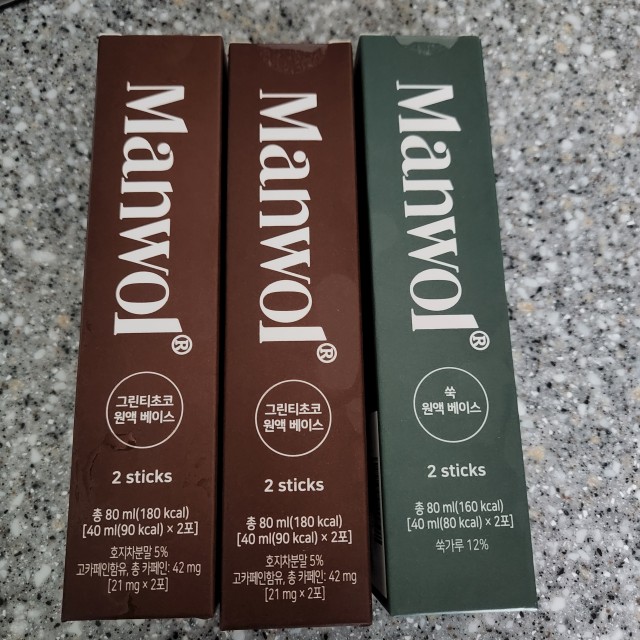 Manwol®
그린티초코
원액 베이스
2 sticks
총 80 ml(180 kcal)
[40 ml(90 kcal) × 2포]
호지차분말 5%
고카페인함유, 총 카페인: 42 mg
[21 mg × 2포]
Manwol®
그린티초코
원액 베이스
2 sticks
총 80 ml(180 kcal)
[40 ml(90 kcal) × 2포]
호지차분말 5%
고카페인함유, 총 카페인: 42 mg
[21 mg × 2포]
Manwol®
쑥
원액 베이스
2 sticks
총 80 ml(160 kcal)
[40 ml(80 kcal) × 2포]
쑥가루 12%